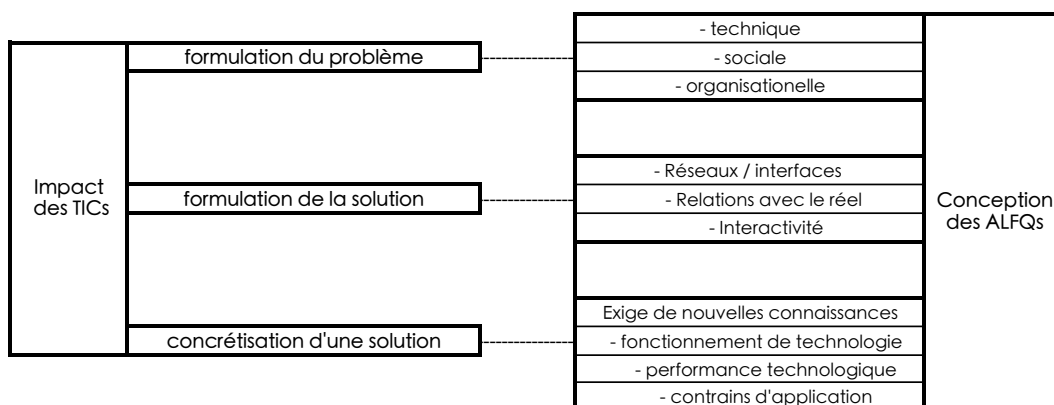 - technique
formulation du problème
- sociale
- organisationelle
- Réseaux / interfaces
Impact
des TICs
formulation de la solution
- Relations avec le réel
Conception
des ALFQs
- Interactivité
Exige de nouvelles connaissances
concrétisation d'une solution
- fonctionnement de technologie
- performance technologique
- contrains d'application